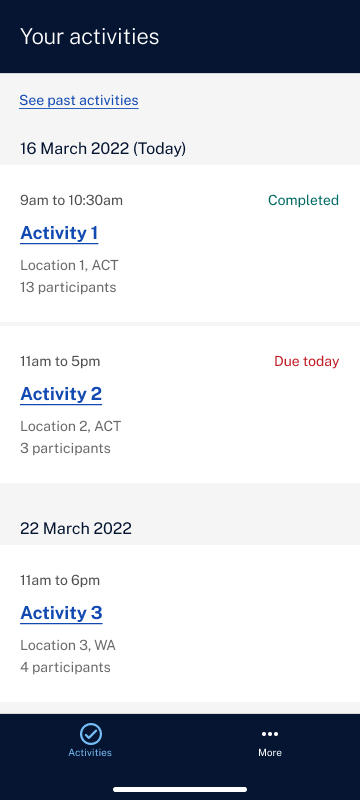 Your activities
See past activities
16 March 2022 (Today)
9am to 10:30am
Completed
Activity 1
Location 1, ACT
13 participants
11am to 5pm
Due today
Activity 2
Location 2, ACT
3 participants
22 March 2022
11am to 6pm
Activity 3
Location 3, WA
4 participants
Activities
More